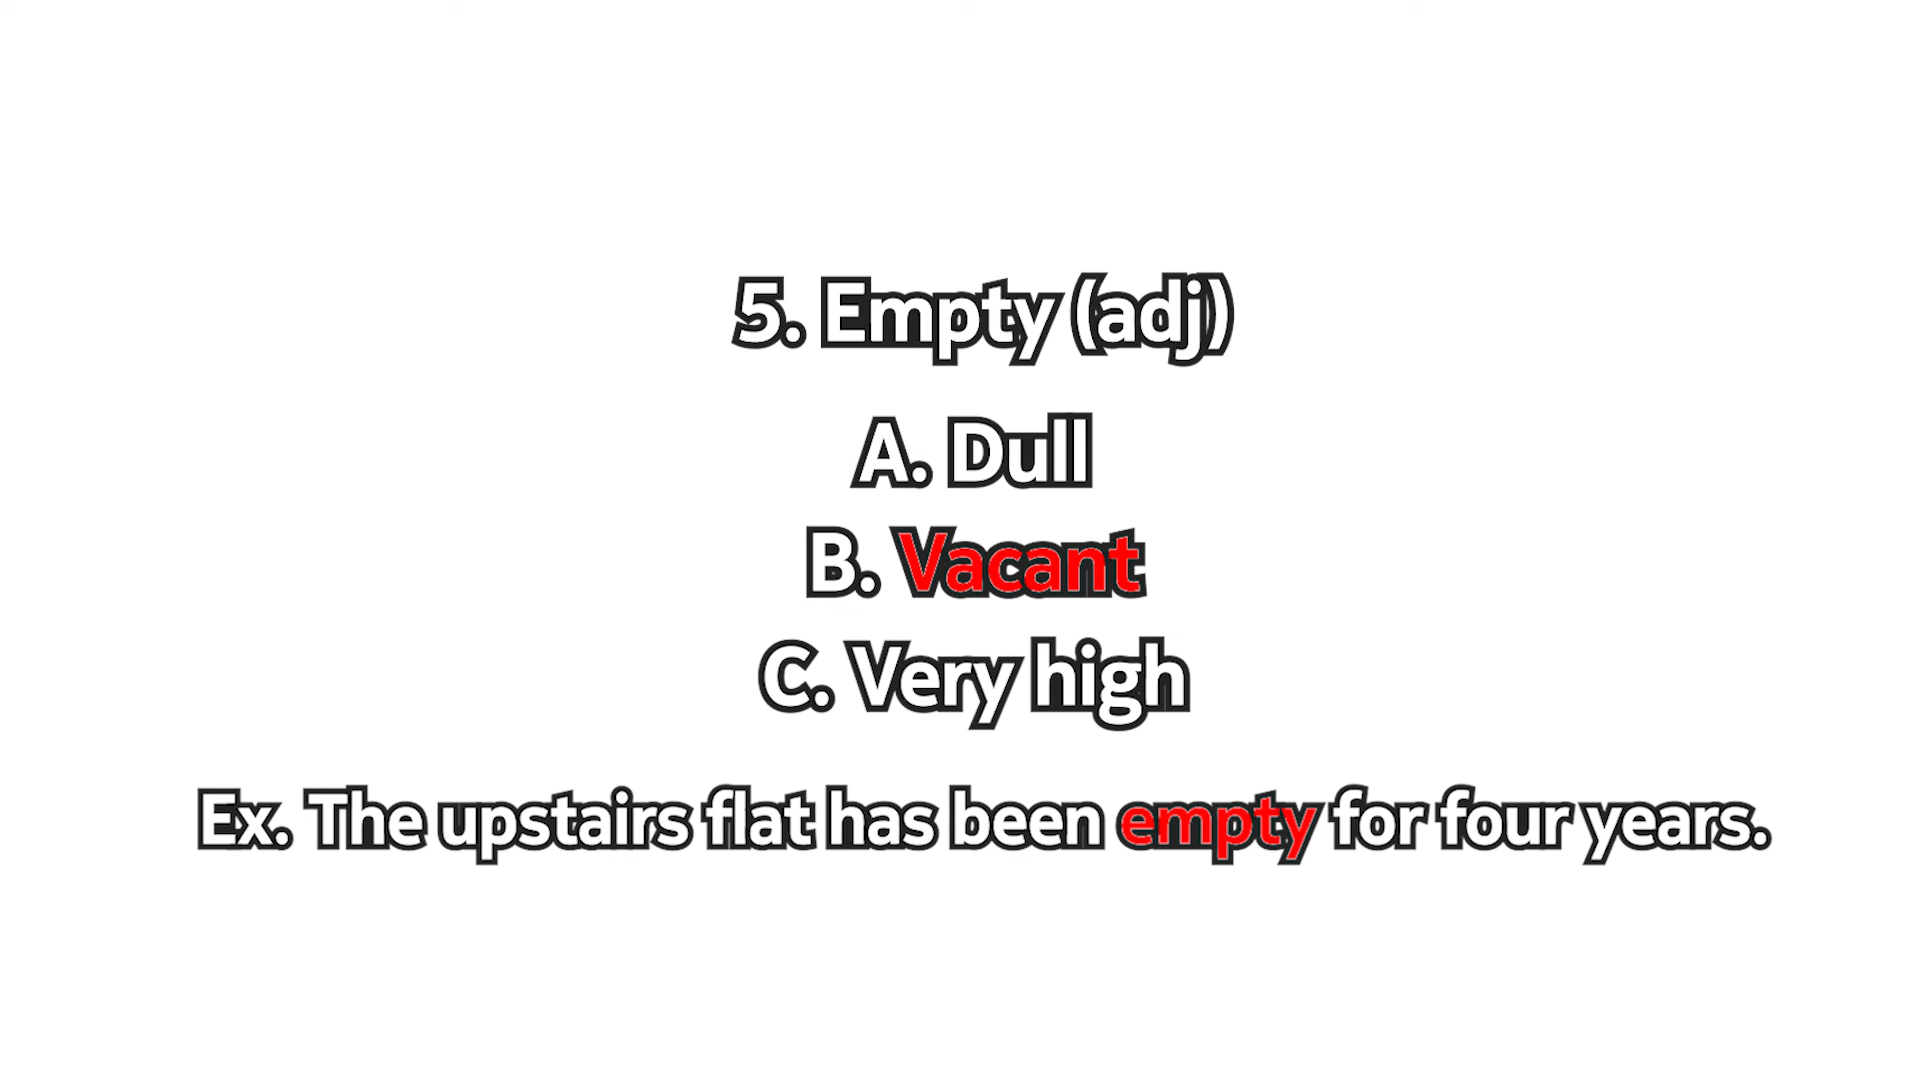 5. Empty (adj)
A. Dull
B. Vacant
C. Very high
Ex. The upstairs flat has been empty for four years.